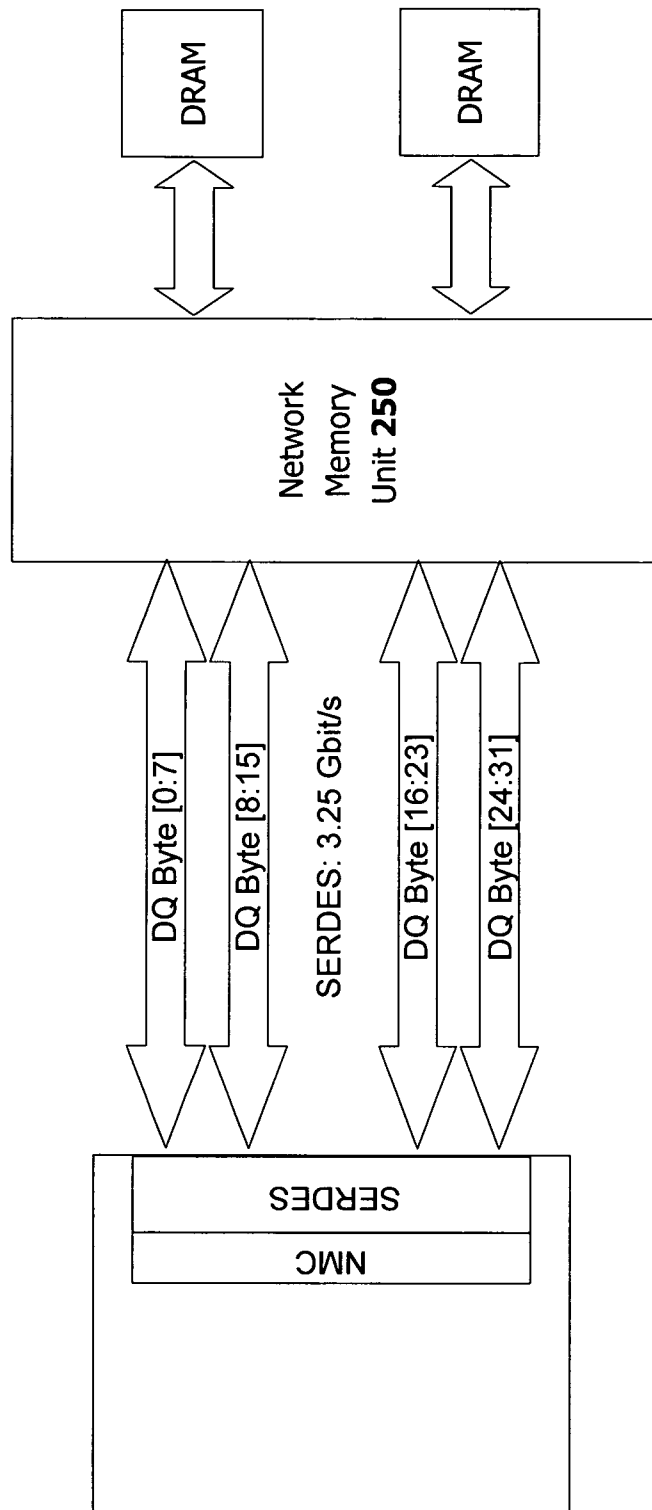 DRAM
DRAM
Network
Memory
Unit 250
DQ Byte [0:7]
DQ Byte [8:15]
SERDES: 3.25 Gbit/s
DQ Byte [16:23]
DQ Byte [24:31]
SERDES
NMC